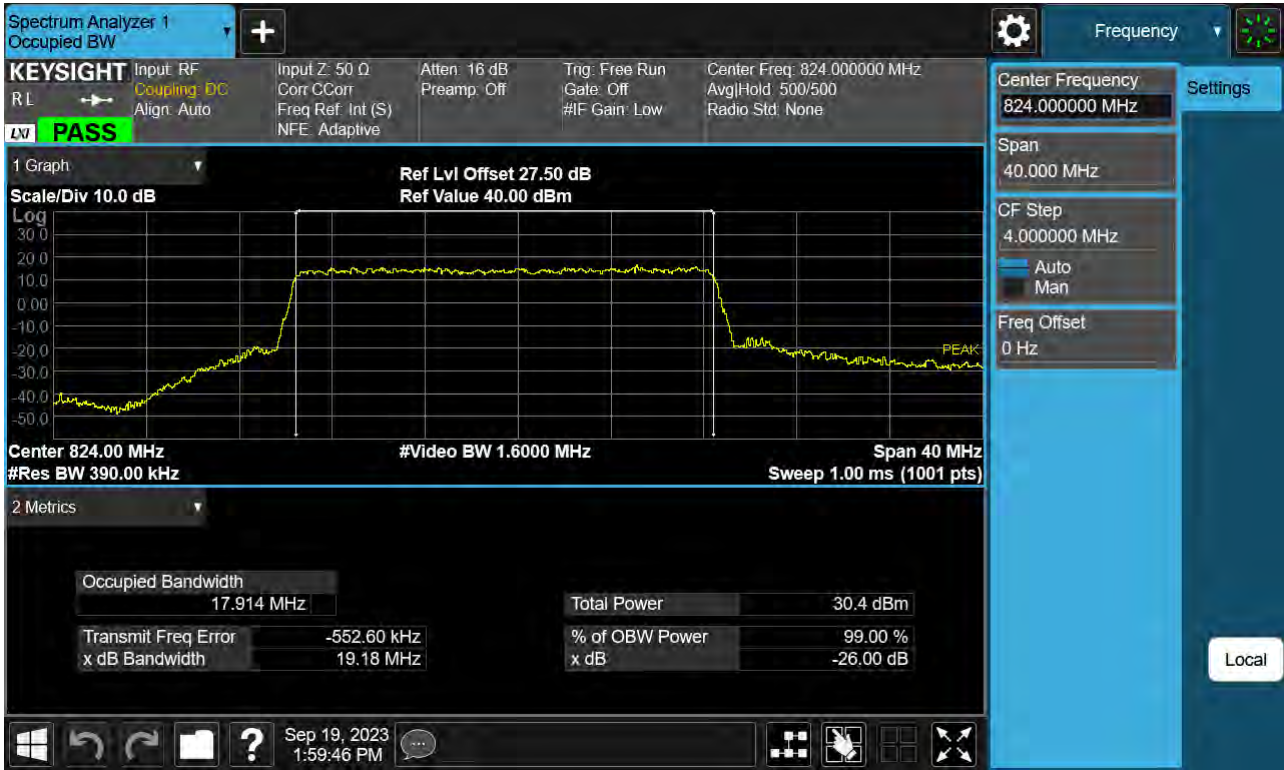 Spectrum Analyzer 1
Occupied BW
Frequency
KEYSIGHT
RL
LXI PASS
Input: RF
Coupling: DC
Align: Auto
Input Z: 50 Ω
Corr CCorr
Freq Ref: Int (S)
NFE: Adaptive
Atten: 16 dB
Preamp: Off
Trig: Free Run
Gate: Off
#IF Gain: Low
Center Freq: 824.000000 MHz
Avg|Hold: 500/500
Radio Std: None
Center Frequency
824.000000 MHz
Settings
Span
40.000 MHz
CF Step
4.000000 MHz
Auto
Man
Freq Offset
0 Hz
Local
1 Graph
Ref Lvl Offset 27.50 dB
Scale/Div 10.0 dB
Ref Value 40.00 dBm
Log
30.0
20.0
10.0
0.00
-10.0
-20.0
-30.0
-40.0
-50.0
PEAK
Center 824.00 MHz
#Video BW 1.6000 MHz
Span 40 MHz
#Res BW 390.00 kHz
Sweep 1.00 ms (1001 pts)
2 Metrics
Occupied Bandwidth
17.914 MHz
Total Power 30.4 dBm
Transmit Freq Error -552.60 kHz
% of OBW Power 99.00 %
x dB Bandwidth 19.18 MHz
x dB -26.00 dB
?
Sep 19, 2023
1:59:46 PM